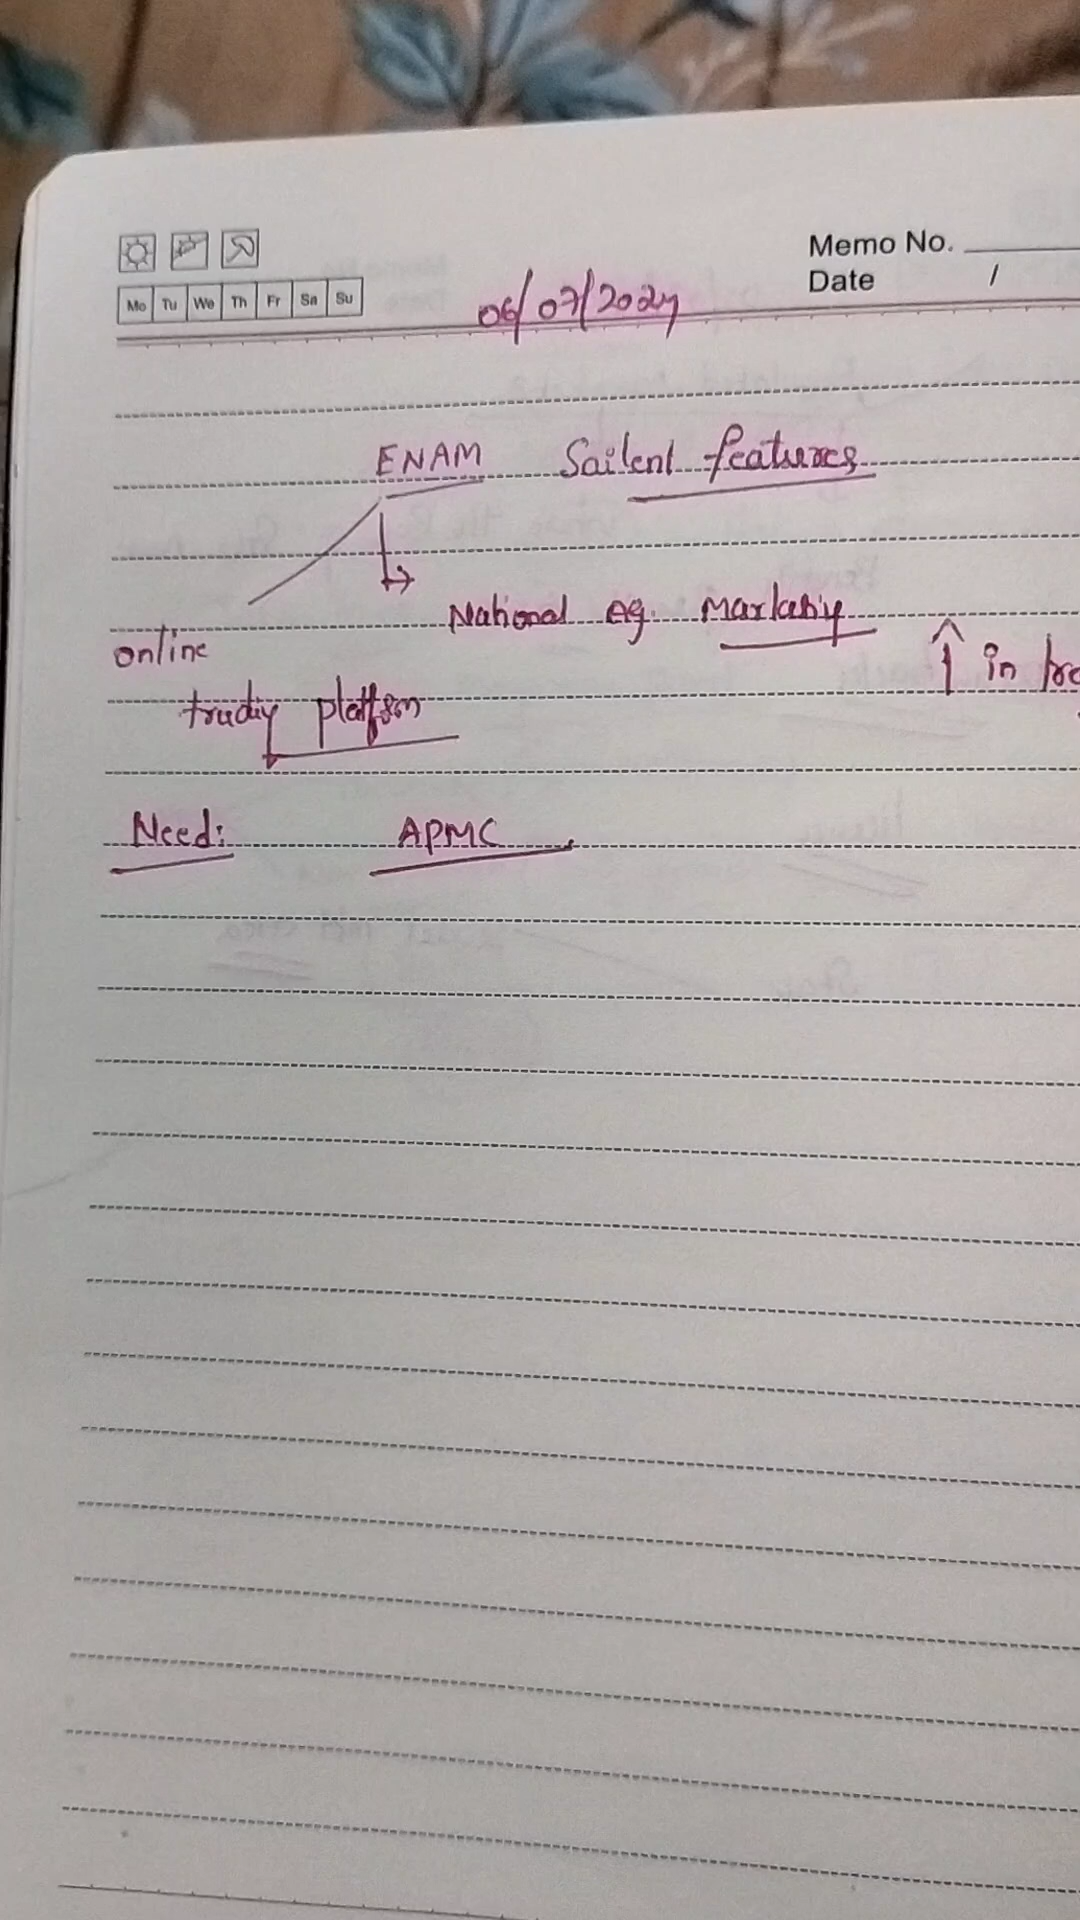 Memo No.
Mo Tu We Th Fr Sa Su
Date /
06/07/2024
ENAM Sailent features
National Ag. Marketing
online
↑ in
trading platform
Need: APMC